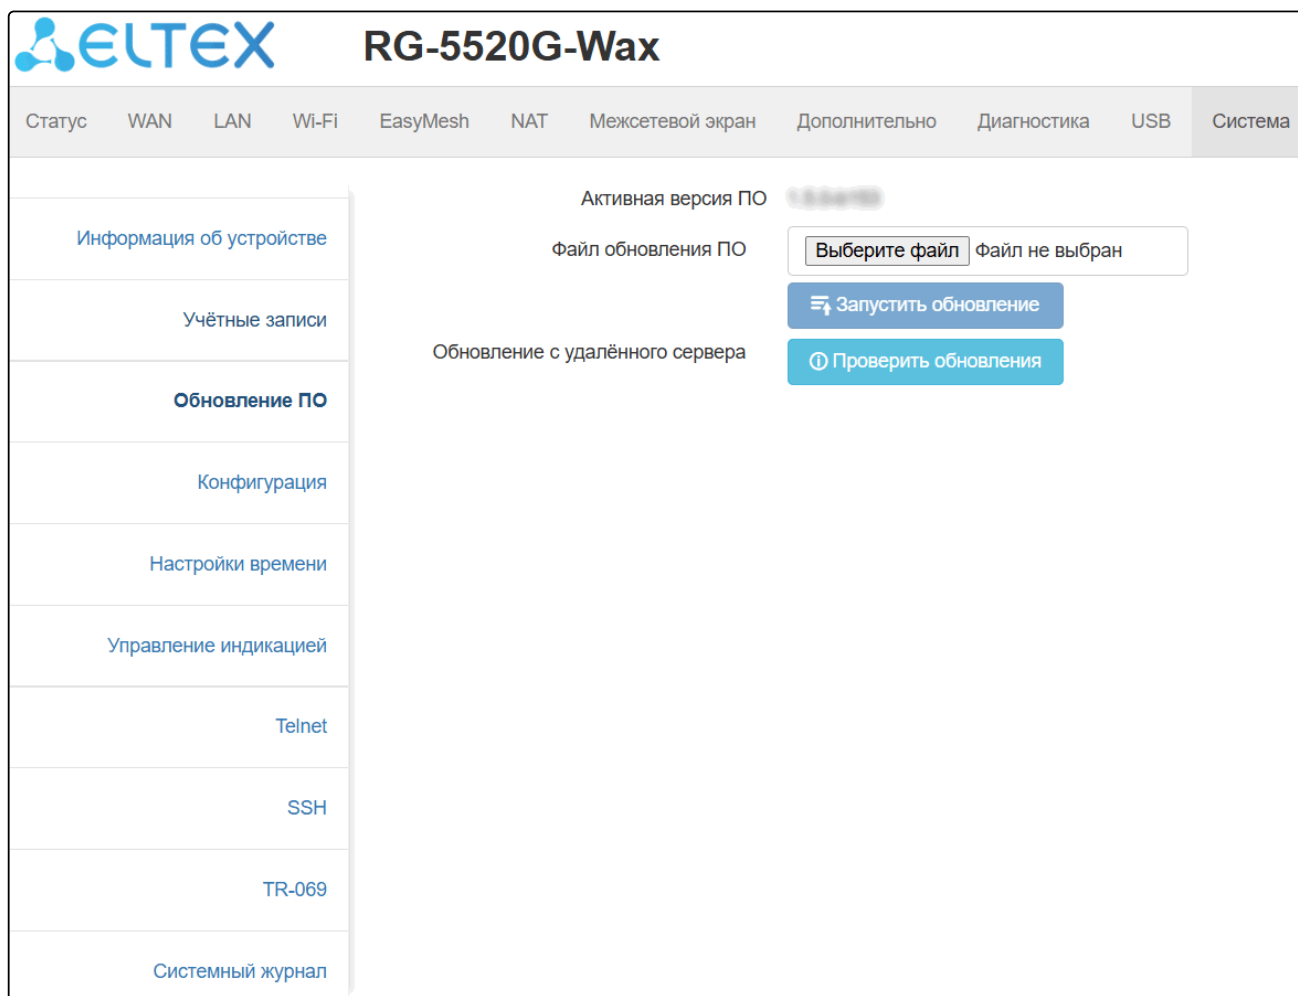 ELTEX RG-5520G-Wax
Статус WAN LAN Wi-Fi EasyMesh NAT Межсетевой экран Дополнительно Диагностика USB Система
Активная версия ПО
Информация об устройстве
Файл обновления ПО Выберите файл Файл не выбран
Запустить обновление
Учётные записи
Обновление с удалённого сервера Проверить обновления
Обновление ПО
Конфигурация
Настройки времени
Управление индикацией
Telnet
SSH
TR-069
Системный журнал